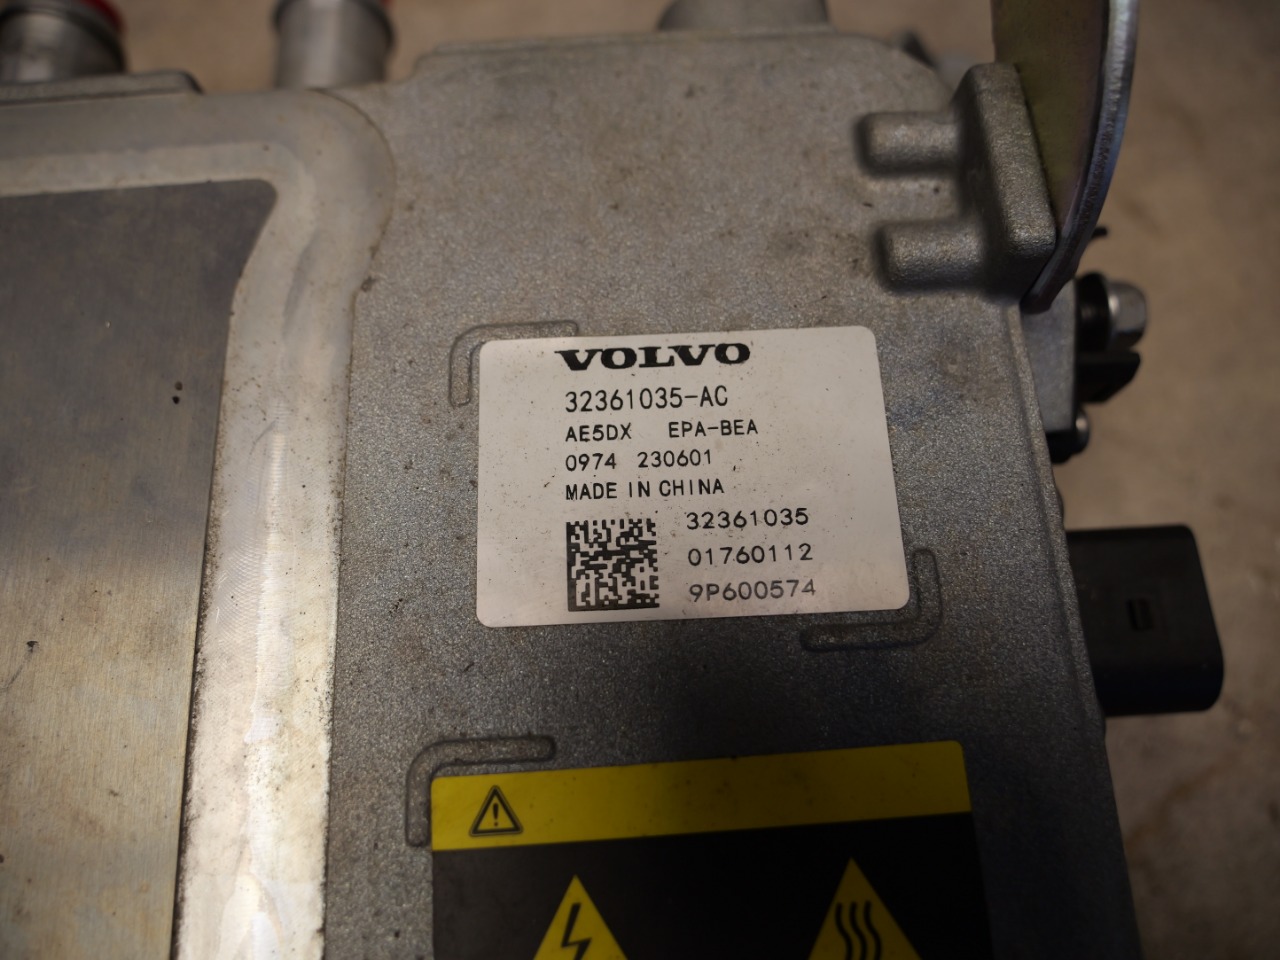 VOLVO
32361035-AC
AE5DX EPA-BEA
0974 230601
MADE IN CHINA
32361035
01760112
9P600574